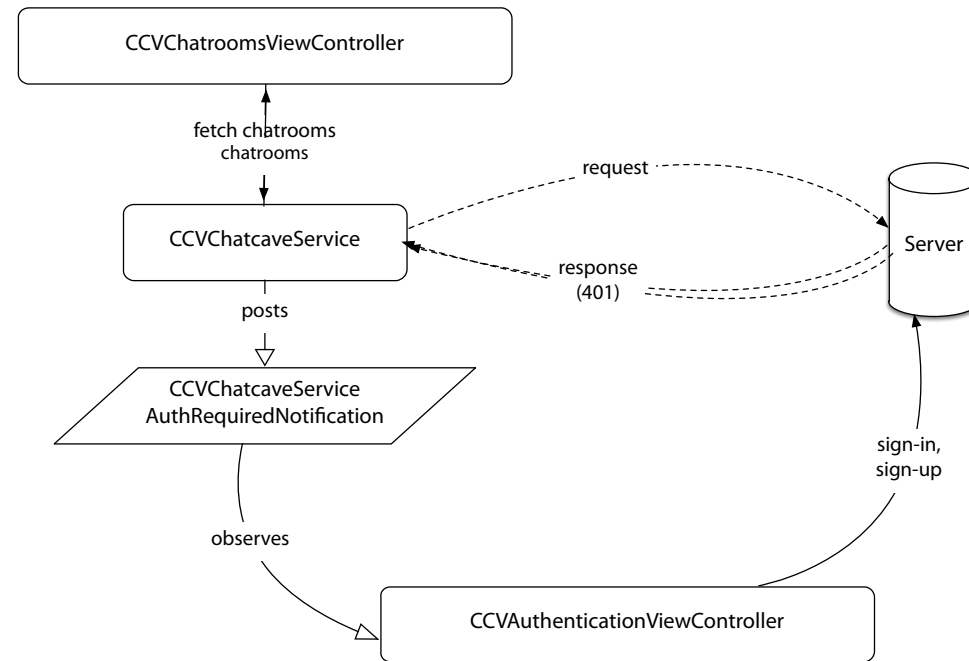 CCVChatroomsViewController
fetch chatrooms
chatrooms
request
CCVChatcaveService
Server
response
(401)
posts
CCVChatcaveService
AuthRequiredNotification
sign-in,
sign-up
observes
CCVAuthenticationViewController